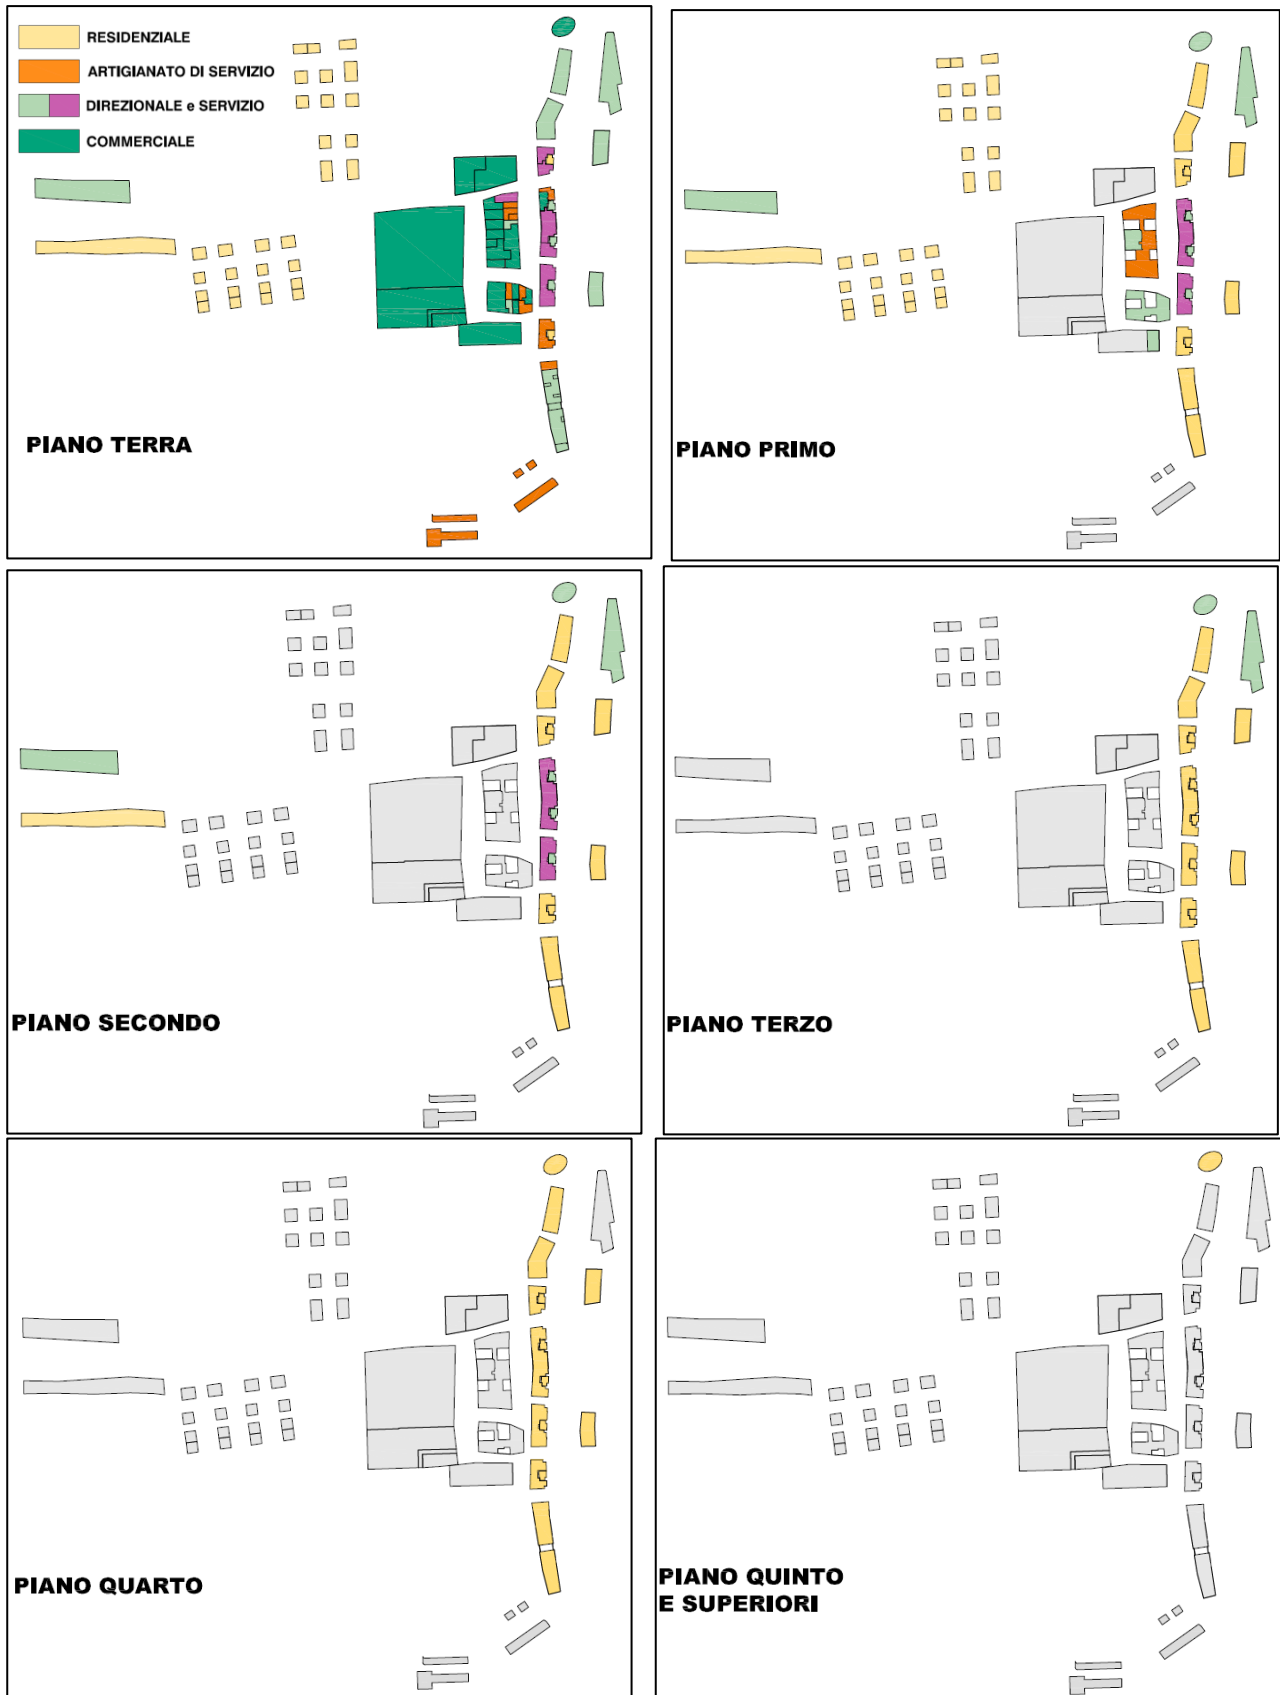 RESIDENZIALE
ARTIGIANATO DI SERVIZIO
DIREZIONALE e SERVIZIO
COMMERCIALE
PIANO TERRA
PIANO PRIMO
PIANO SECONDO
PIANO TERZO
PIANO QUARTO
PIANO QUINTO
E SUPERIORI